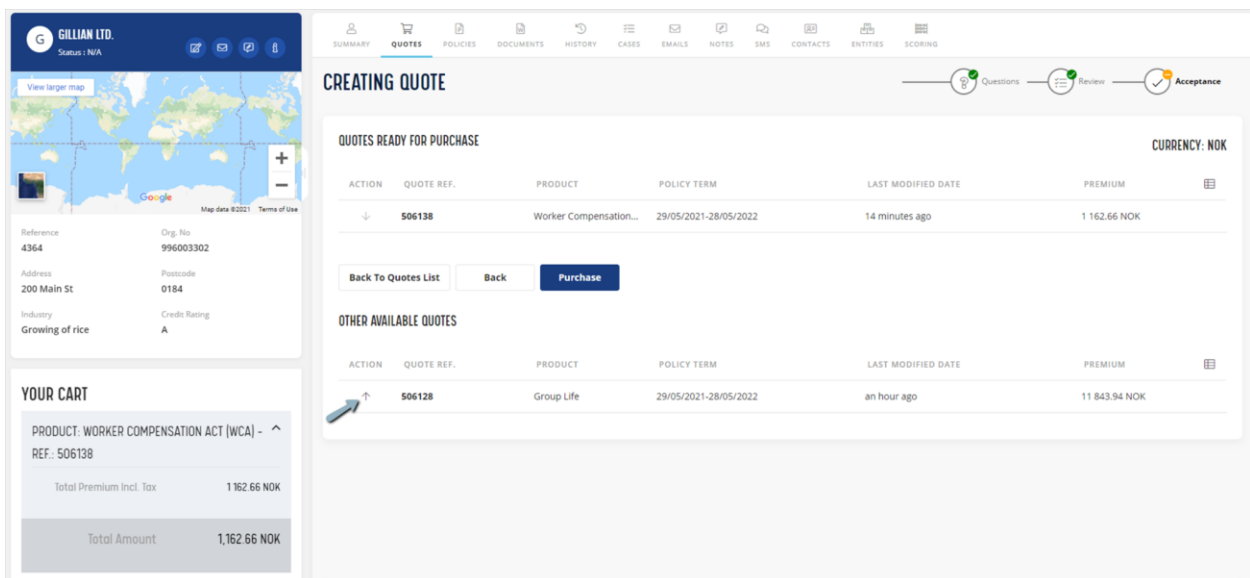 G
GILLIAN LTD.
Status : N/A
View larger map
Google
Map data ©2021 Terms of Use
Reference
Org. No
4364
996003302
Address
Postcode
200 Main St
0184
Industry
Credit Rating
Growing of rice
A
YOUR CART
PRODUCT: WORKER COMPENSATION ACT (WCA) -
REF.: 506138
Total Premium Incl. Tax 1 162.66 NOK
Total Amount 1,162.66 NOK
SUMMARY QUOTES POLICIES DOCUMENTS HISTORY CASES EMAILS NOTES SMS CONTACTS ENTITIES SCORING
CREATING QUOTE
Questions Review Acceptance
QUOTES READY FOR PURCHASE
CURRENCY: NOK
ACTION QUOTE REF. PRODUCT POLICY TERM LAST MODIFIED DATE PREMIUM
506138 Worker Compensation... 29/05/2021-28/05/2022 14 minutes ago 1 162.66 NOK
Back To Quotes List Back Purchase
OTHER AVAILABLE QUOTES
ACTION QUOTE REF. PRODUCT POLICY TERM LAST MODIFIED DATE PREMIUM
506128 Group Life 29/05/2021-28/05/2022 an hour ago 11 843.94 NOK